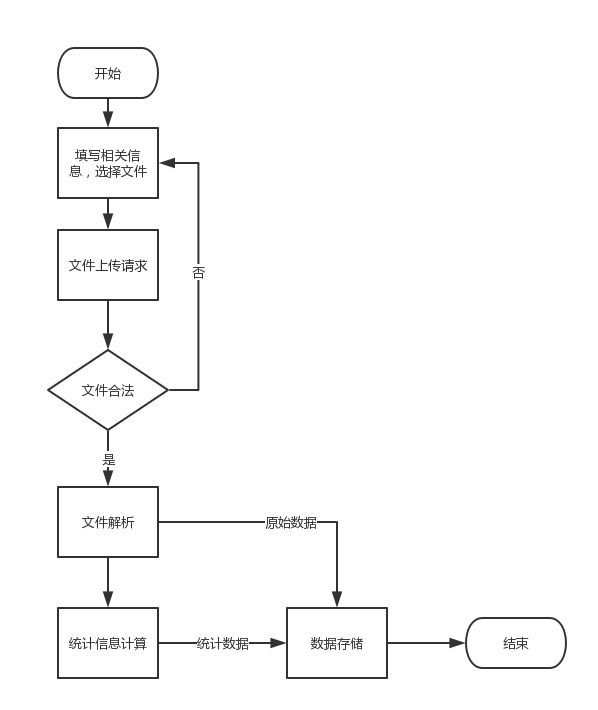 开始
填写相关信
息，选择文件
文件上传请求
否
文件合法
是
文件解析
原始数据
统计信息计算
统计数据
数据存储
结束